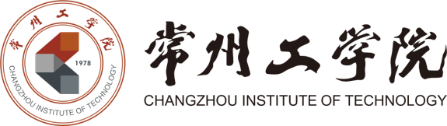 常州工学院
1978
CHANGZHOU INSTITUTE OF TECHNOLOGY
常州工学院
CHANGZHOU INSTITUTE OF TECHNOLOGY